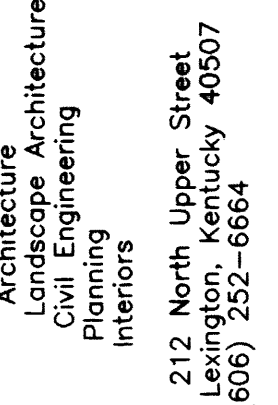 Architecture
Landscape Architecture
Civil Engineering
Planning
Interiors
212 North Upper Street
Lexington, Kentucky 40507
606) 252-6664